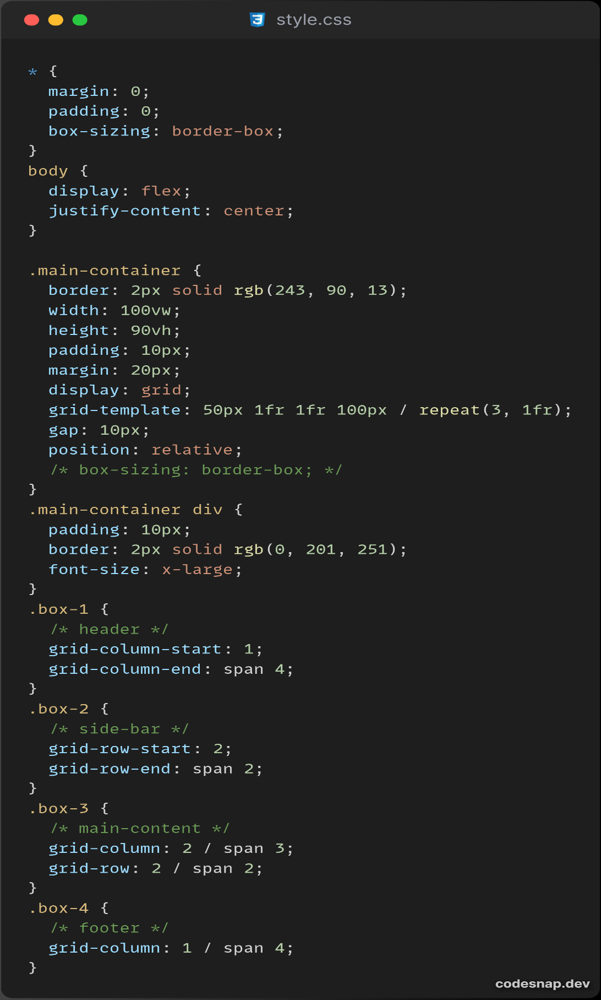 style.css
* {
  margin: 0;
  padding: 0;
  box-sizing: border-box;
}
body {
  display: flex;
  justify-content: center;
}

.main-container {
  border: 2px solid rgb(243, 90, 13);
  width: 100vw;
  height: 90vh;
  padding: 10px;
  margin: 20px;
  display: grid;
  grid-template: 50px 1fr 1fr 100px / repeat(3, 1fr);
  gap: 10px;
  position: relative;
  /* box-sizing: border-box; */
}
.main-container div {
  padding: 10px;
  border: 2px solid rgb(0, 201, 251);
  font-size: x-large;
}
.box-1 {
  /* header */
  grid-column-start: 1;
  grid-column-end: span 4;
}
.box-2 {
  /* side-bar */
  grid-row-start: 2;
  grid-row-end: span 2;
}
.box-3 {
  /* main-content */
  grid-column: 2 / span 3;
  grid-row: 2 / span 2;
}
.box-4 {
  /* footer */
  grid-column: 1 / span 4;
}
codesnap.dev